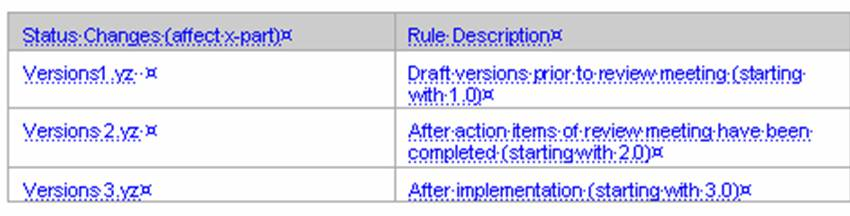 Status Changes (affect x-part)¤
Rule Description¤
Versions1.yz ¤
Draft versions prior to review meeting (starting
with 1.0)¤
Versions 2.yz ¤
After action items of review meeting have been
completed (starting with 2.0)¤
Versions 3.yz¤
After implementation (starting with 3.0)¤